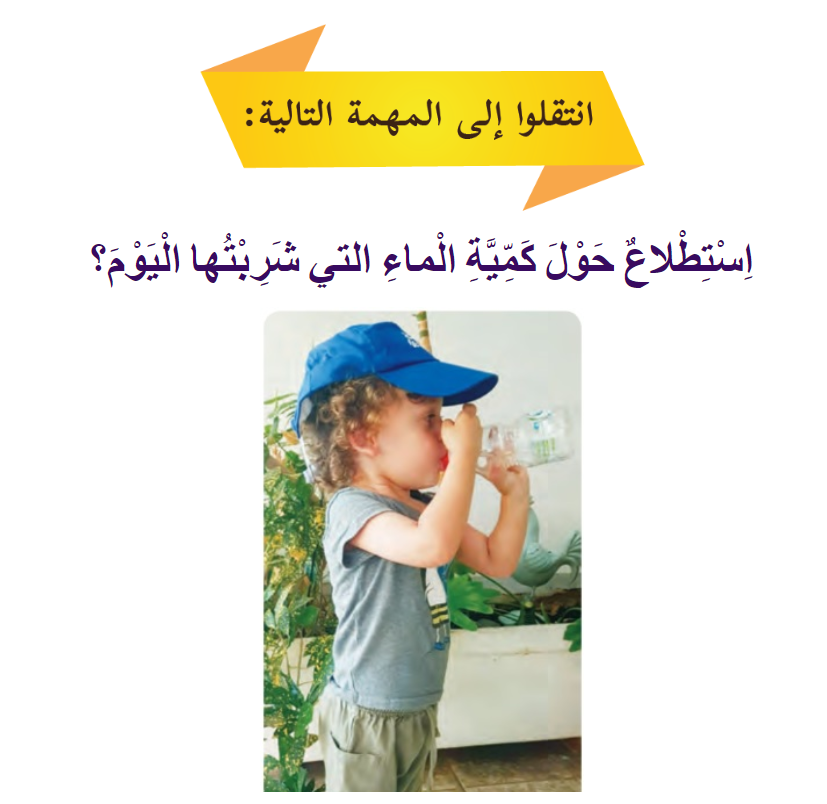 انتقلوا إلى المهمة التالية:
اِسْتِطْلاعٌ حَوْلَ كَمِّيَّةِ الْماءِ التي شَرِبْتُها الْيَوْمَ؟